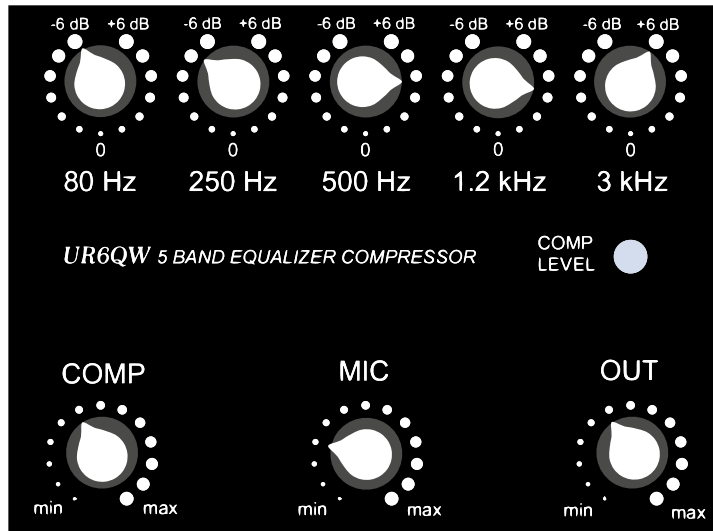 -6 dB +6 dB -6 dB +6 dB -6 dB +6 dB -6 dB +6 dB -6 dB +6 dB
0 0 0 0 0
80 Hz 250 Hz 500 Hz 1.2 kHz 3 kHz
UR6QW 5 BAND EQUALIZER COMPRESSOR
COMP
LEVEL
COMP MIC OUT
min max min max min max